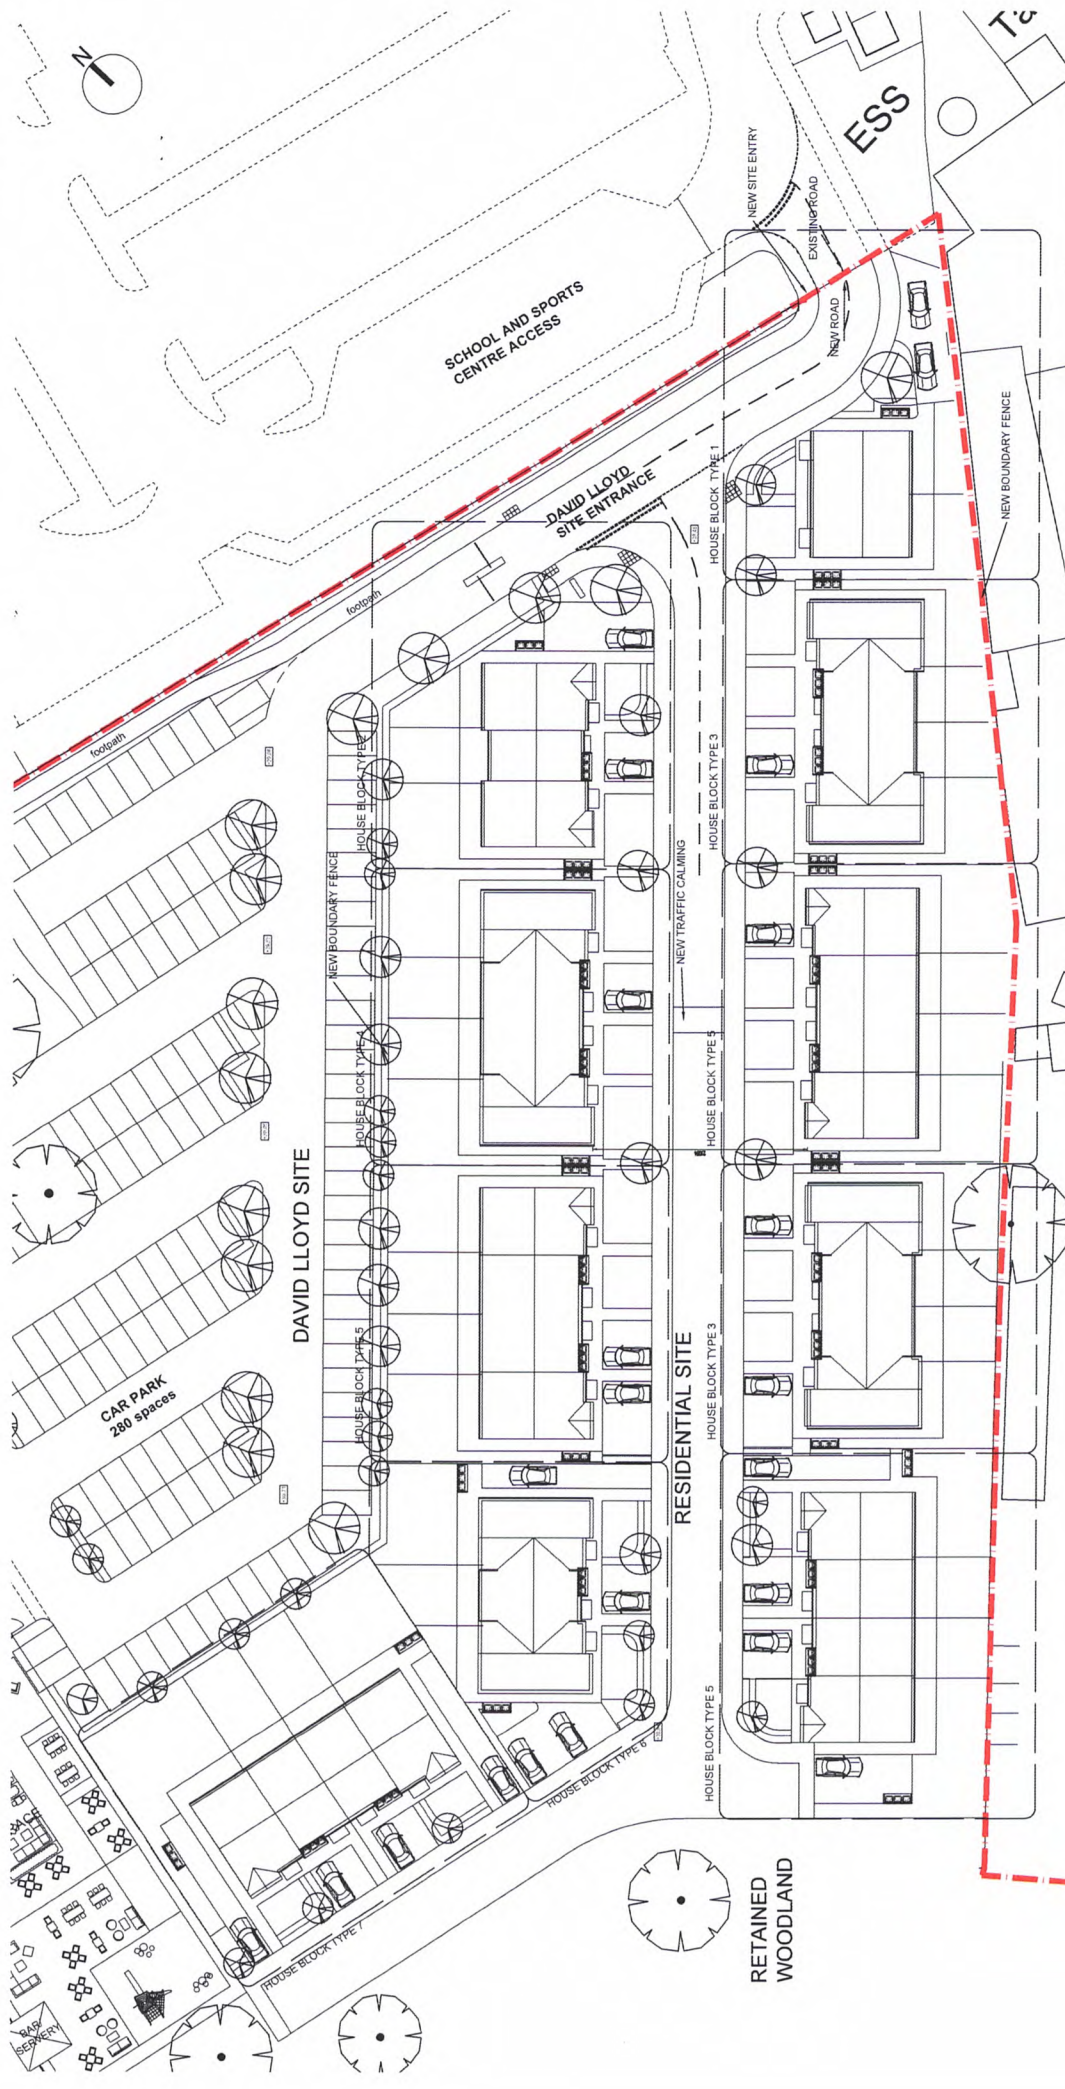 N
ESS
NEW SITE ENTRY
EXISTING ROAD
NEW ROAD
SCHOOL AND SPORTS
CENTRE ACCESS
DAVID LLOYD
SITE ENTRANCE
HOUSE BLOCK TYPE 1
NEW BOUNDARY FENCE
footpath
footpath
HOUSE BLOCK TYPE 2
HOUSE BLOCK TYPE 3
NEW BOUNDARY FENCE
NEW TRAFFIC CALMING
HOUSE BLOCK TYPE 4
HOUSE BLOCK TYPE 5
DAVID LLOYD SITE
CAR PARK
280 spaces
HOUSE BLOCK TYPE 5
RESIDENTIAL SITE
HOUSE BLOCK TYPE 3
HOUSE BLOCK TYPE 6
HOUSE BLOCK TYPE 5
HOUSE BLOCK TYPE 7
RETAINED
WOODLAND
BAR/
SERVERY